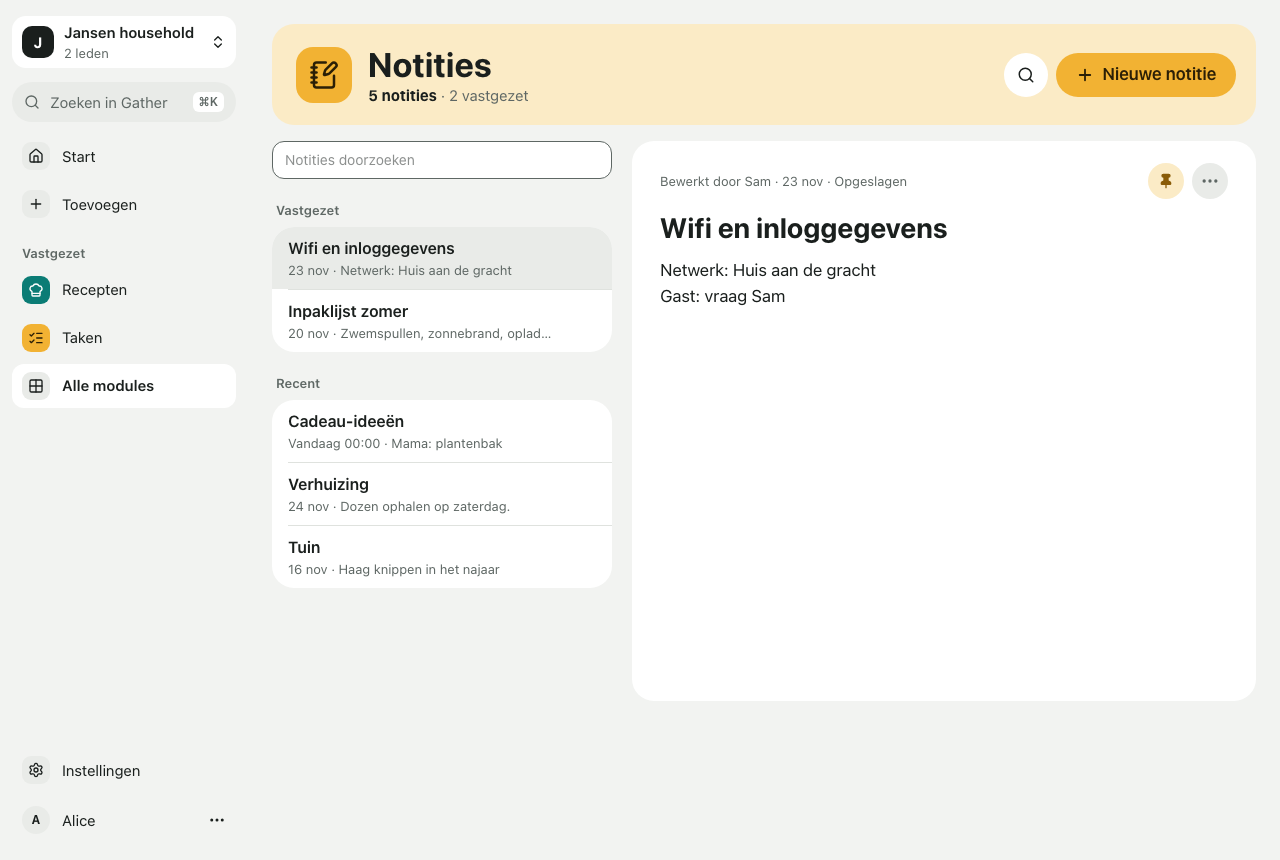 J
Jansen household
2 leden
Zoeken in Gather
⌘K
Start
Toevoegen
Vastgezet
Recepten
Taken
Alle modules
Instellingen
A
Alice
Notities
5 notities · 2 vastgezet
Nieuwe notitie
Notities doorzoeken
Vastgezet
Wifi en inloggegevens
23 nov · Netwerk: Huis aan de gracht
Inpaklijst zomer
20 nov · Zwemspullen, zonnebrand, oplad...
Recent
Cadeau-ideeën
Vandaag 00:00 · Mama: plantenbak
Verhuizing
24 nov · Dozen ophalen op zaterdag.
Tuin
16 nov · Haag knippen in het najaar
Bewerkt door Sam · 23 nov · Opgeslagen
Wifi en inloggegevens
Netwerk: Huis aan de gracht
Gast: vraag Sam